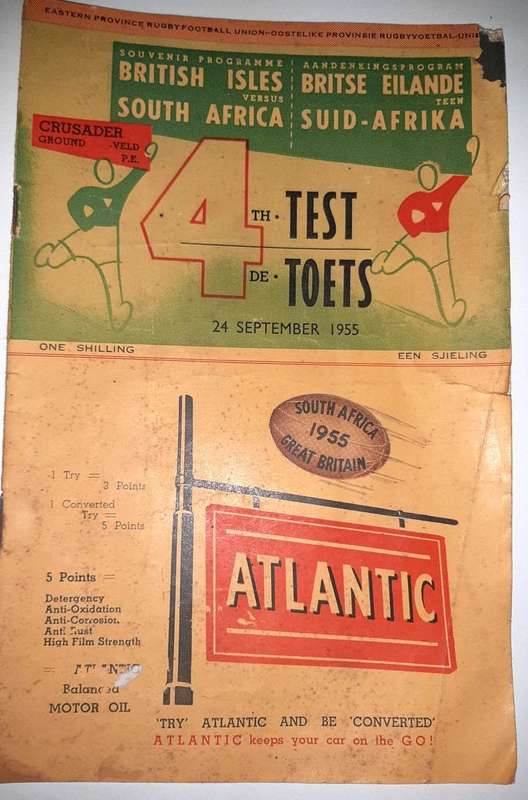 EASTERN PROVINCE RUGBY FOOTBALL UNION-OOSTELIKE PROVINSIE RUGBYVOETBAL-UNIE
SOUVENIR PROGRAMME
BRITISH ISLES
VERSUS
SOUTH AFRICA
AANDENKINGSPROGRAM
BRITSE EILANDE
TEEN
SUID-AFRIKA
CRUSADER
GROUND -VELD
P.E.
4
TH· TEST
DE· TOETS
24 SEPTEMBER 1955
ONE SHILLING
EEN SJIELING
SOUTH AFRICA
1955
GREAT BRITAIN
1 Try =
3 Points
1 Converted
Try =
5 Points
ATLANTIC
5 Points =
Detergency
Anti-Oxidation
Anti-Corrosion
Anti Rust
High Film Strength
= ATLANTIC
Balanced
MOTOR OIL
'TRY' ATLANTIC AND BE 'CONVERTED'
ATLANTIC keeps your car on the GO!